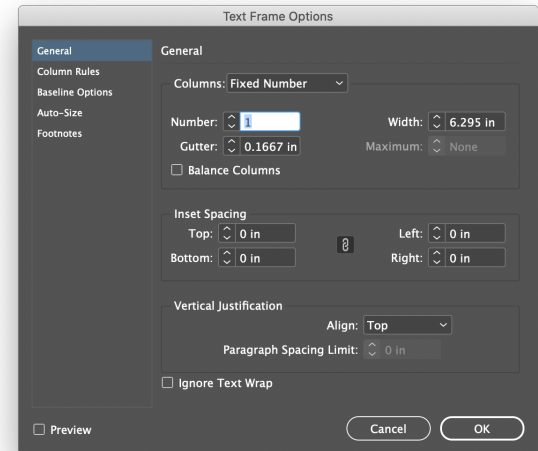 Text Frame Options
General
Column Rules
Baseline Options
Auto-Size
Footnotes
General
Columns: Fixed Number
Number: 1 Width: 6.295 in
Gutter: 0.1667 in Maximum: None
Balance Columns
Inset Spacing
Top: 0 in Left: 0 in
Bottom: 0 in Right: 0 in
Vertical Justification
Align: Top
Paragraph Spacing Limit: 0 in
Ignore Text Wrap
Preview Cancel OK